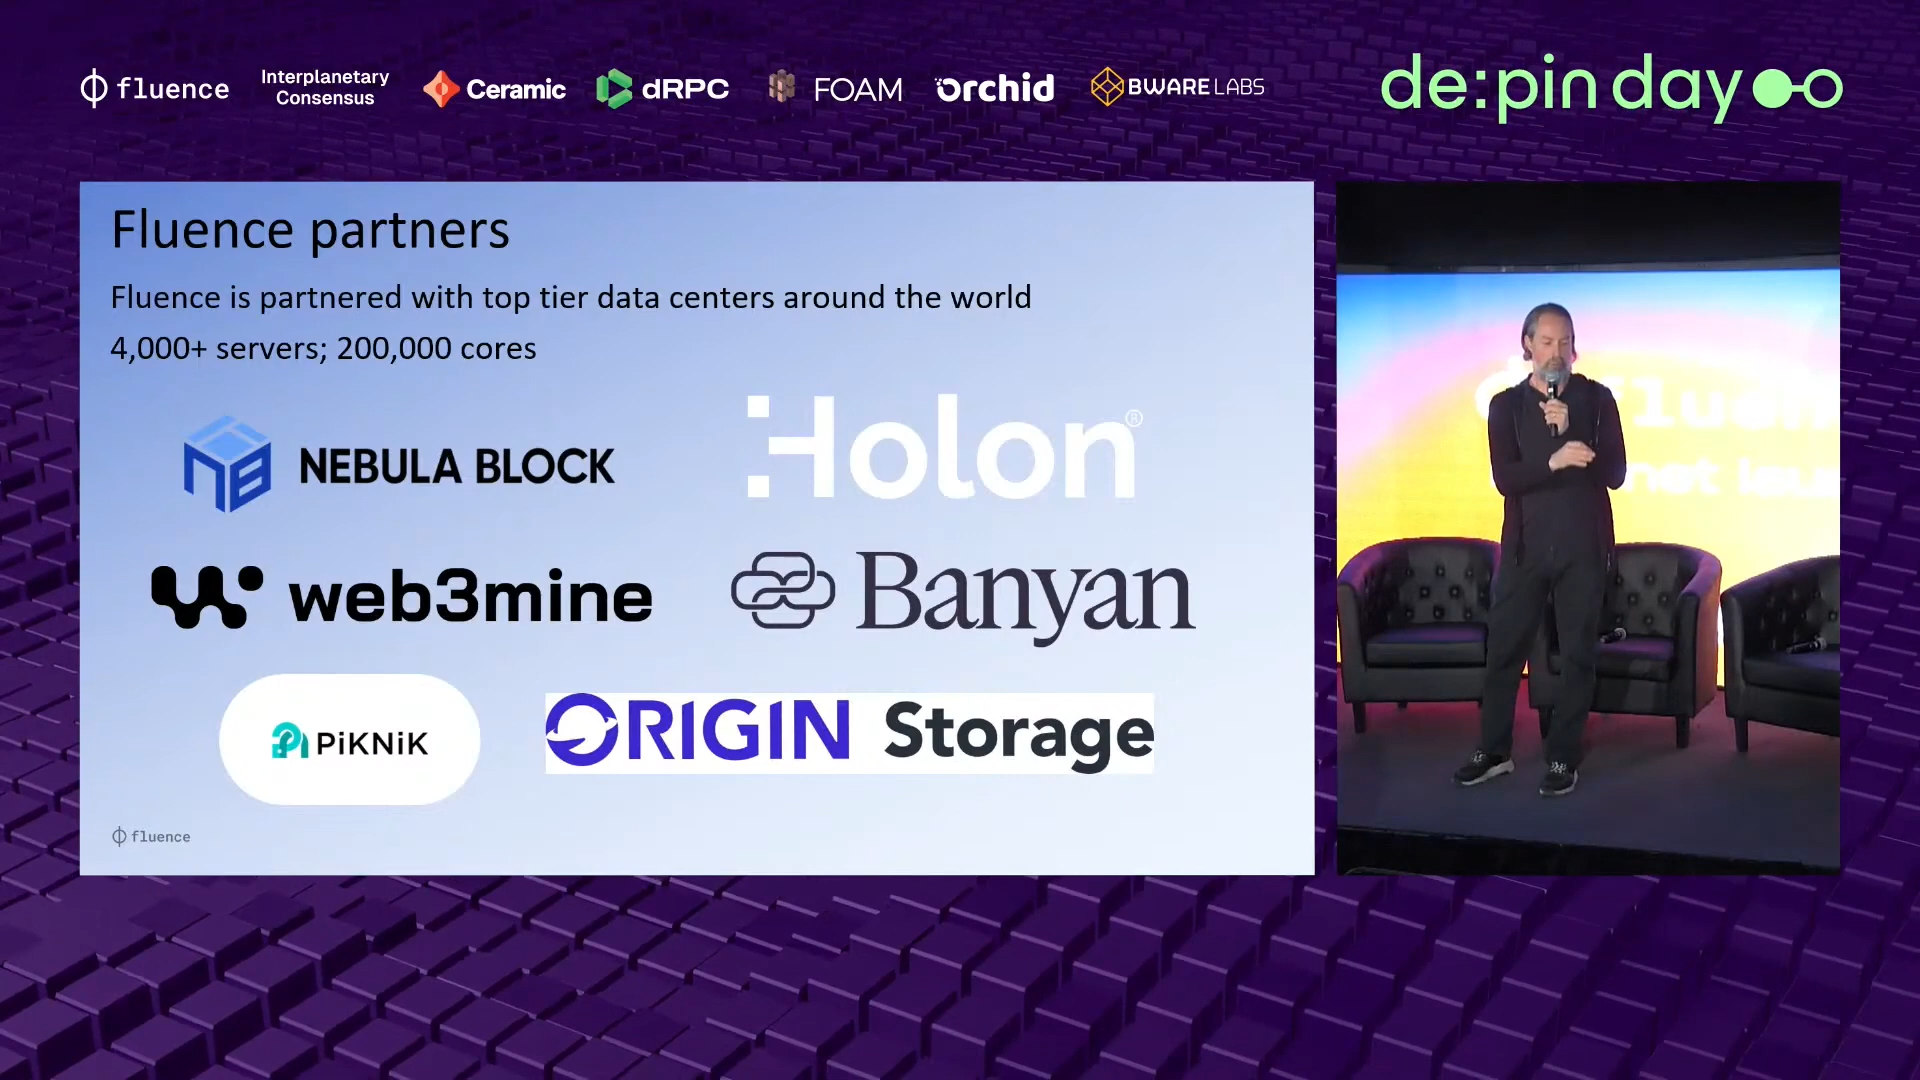 fluence
Interplanetary
Consensus
Ceramic
dRPC
FOAM
Orchid
BWARE LABS
de:pin day
Fluence partners
Fluence is partnered with top tier data centers around the world
4,000+ servers; 200,000 cores
NEBULA BLOCK
Holon®
web3mine
Banyan
PiKNiK
ORIGIN Storage
fluence